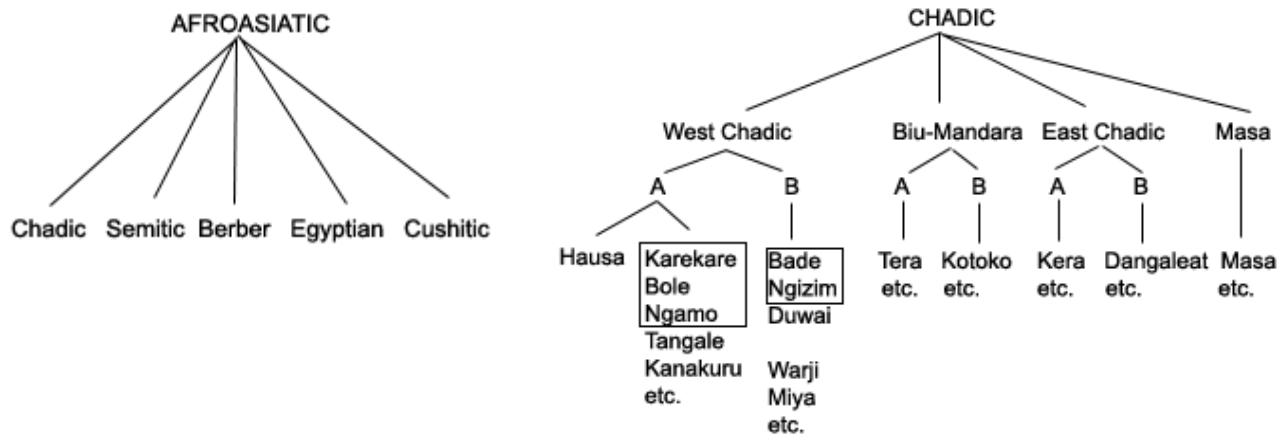 AFROASIATIC
Chadic Semitic Berber Egyptian Cushitic
CHADIC
West Chadic Biu-Mandara East Chadic Masa
A B A B A B
Hausa Karekare Bade Tera Kotoko Kera Dangaleat Masa
Bole Ngizim etc. etc. etc. etc. etc.
Ngamo Duwai
Tangale
Kanakuru Warji
etc. Miya
etc.